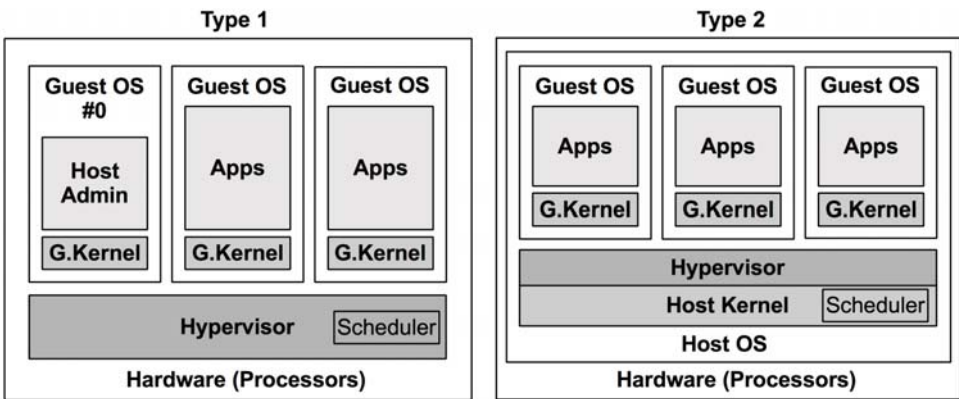 Type 1
Guest OS
#0
Host
Admin
G.Kernel
Guest OS
Apps
G.Kernel
Guest OS
Apps
G.Kernel
Hypervisor
Scheduler
Hardware (Processors)
Type 2
Guest OS
Apps
G.Kernel
Guest OS
Apps
G.Kernel
Guest OS
Apps
G.Kernel
Hypervisor
Host Kernel
Scheduler
Host OS
Hardware (Processors)